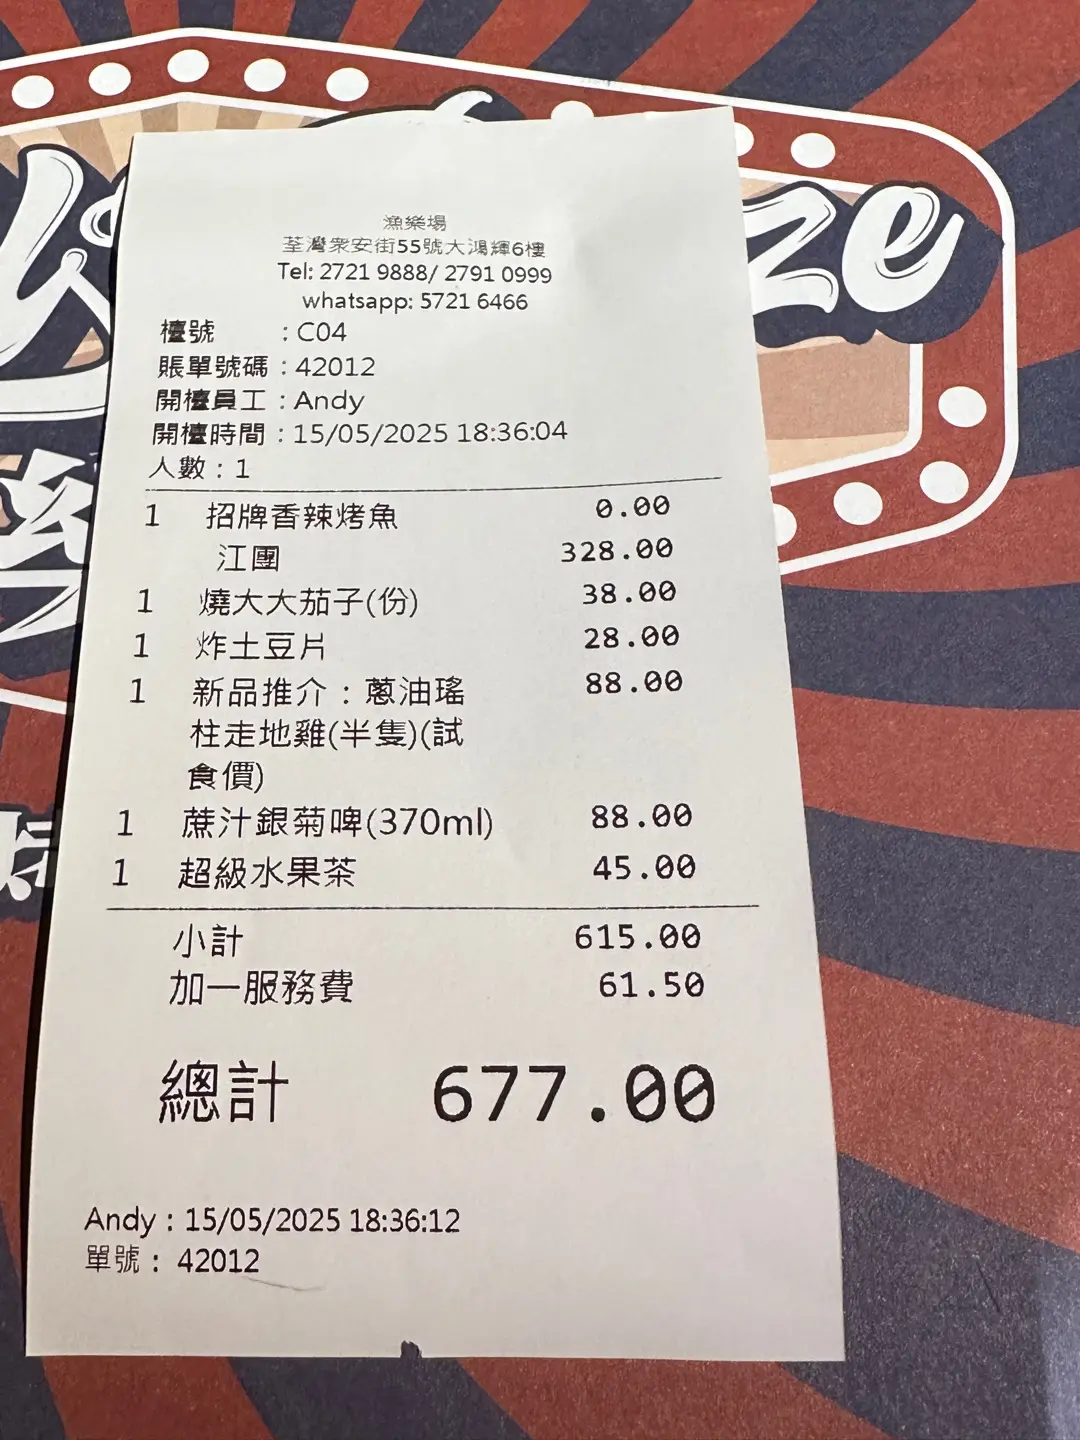 漁樂場
荃灣眾安街55號大鴻輝6樓
Tel: 2721 9888/ 2791 0999
whatsapp: 5721 6466
檯號 : C04
賬單號碼 : 42012
開檯員工 : Andy
開檯時間 : 15/05/2025 18:36:04
人數 : 1
1 招牌香辣烤魚 0.00
江團 328.00
1 燒大大茄子(份) 38.00
1 炸土豆片 28.00
1 新品推介 : 蔥油瑤 88.00
柱走地雞(半隻)(試
食價)
1 蔗汁銀菊啤(370ml) 88.00
1 超級水果茶 45.00
小計 615.00
加一服務費 61.50
總計 677.00
Andy : 15/05/2025 18:36:12
單號 : 42012
ze